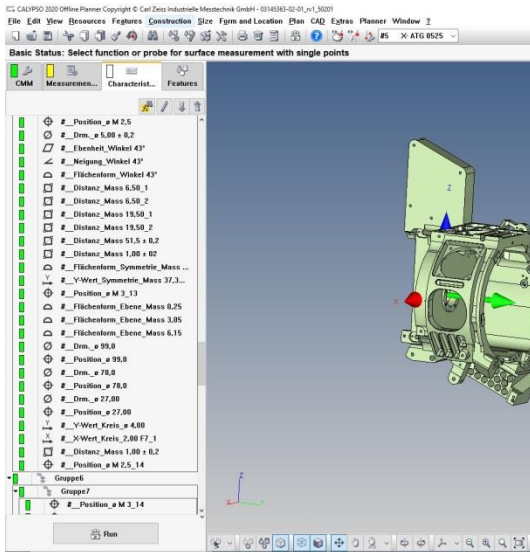 CALYPSO 2020 Offline Planner Copyright © Carl Zeiss Industrielle Messtechnik GmbH - 03145363-02-01_rv1_50201
File Edit View Resources Features Construction Size Form and Location Plan CAD Extras Planner Window ?
#5 X- ATG 0525
Basic Status: Select function or probe for surface measurement with single points
CMM Measuremen... Characterist... Features
#__Position_ø M 2,5
#__Drm._ø 5,00 ± 0,2
#__Ebenheit_Winkel 43°
#__Neigung_Winkel 43°
#__Flächenform_Winkel 43°
#__Distanz_Mass 6,50_1
#__Distanz_Mass 6,50_2
#__Distanz_Mass 19,50_1
#__Distanz_Mass 19,50_2
#__Distanz_Mass 51,5 ± 0,2
#__Distanz_Mass 1,00 ± 02
#__Flächenform_Symmetrie_Mass ...
#__Y-Wert_Symmetrie_Mass 37,3...
#__Position_ø M 3_13
#__Flächenform_Ebene_Mass 0,25
#__Flächenform_Ebene_Mass 3,05
#__Flächenform_Ebene_Mass 6,15
#__Drm._ø 99,0
#__Position_ø 99,0
#__Drm._ø 78,0
#__Position_ø 78,0
#__Drm._ø 27,00
#__Position_ø 27,00
#__Y-Wert_Kreis_ø 4,00
#__X-Wert_Kreis_2,00 F7_1
#__Distanz_Mass 1,00 ± 0,2
#__Position_ø M 2,5_14
Gruppe6
Gruppe7
#__Position_ø M 3_14
Run
Z
X
Z
X
Y